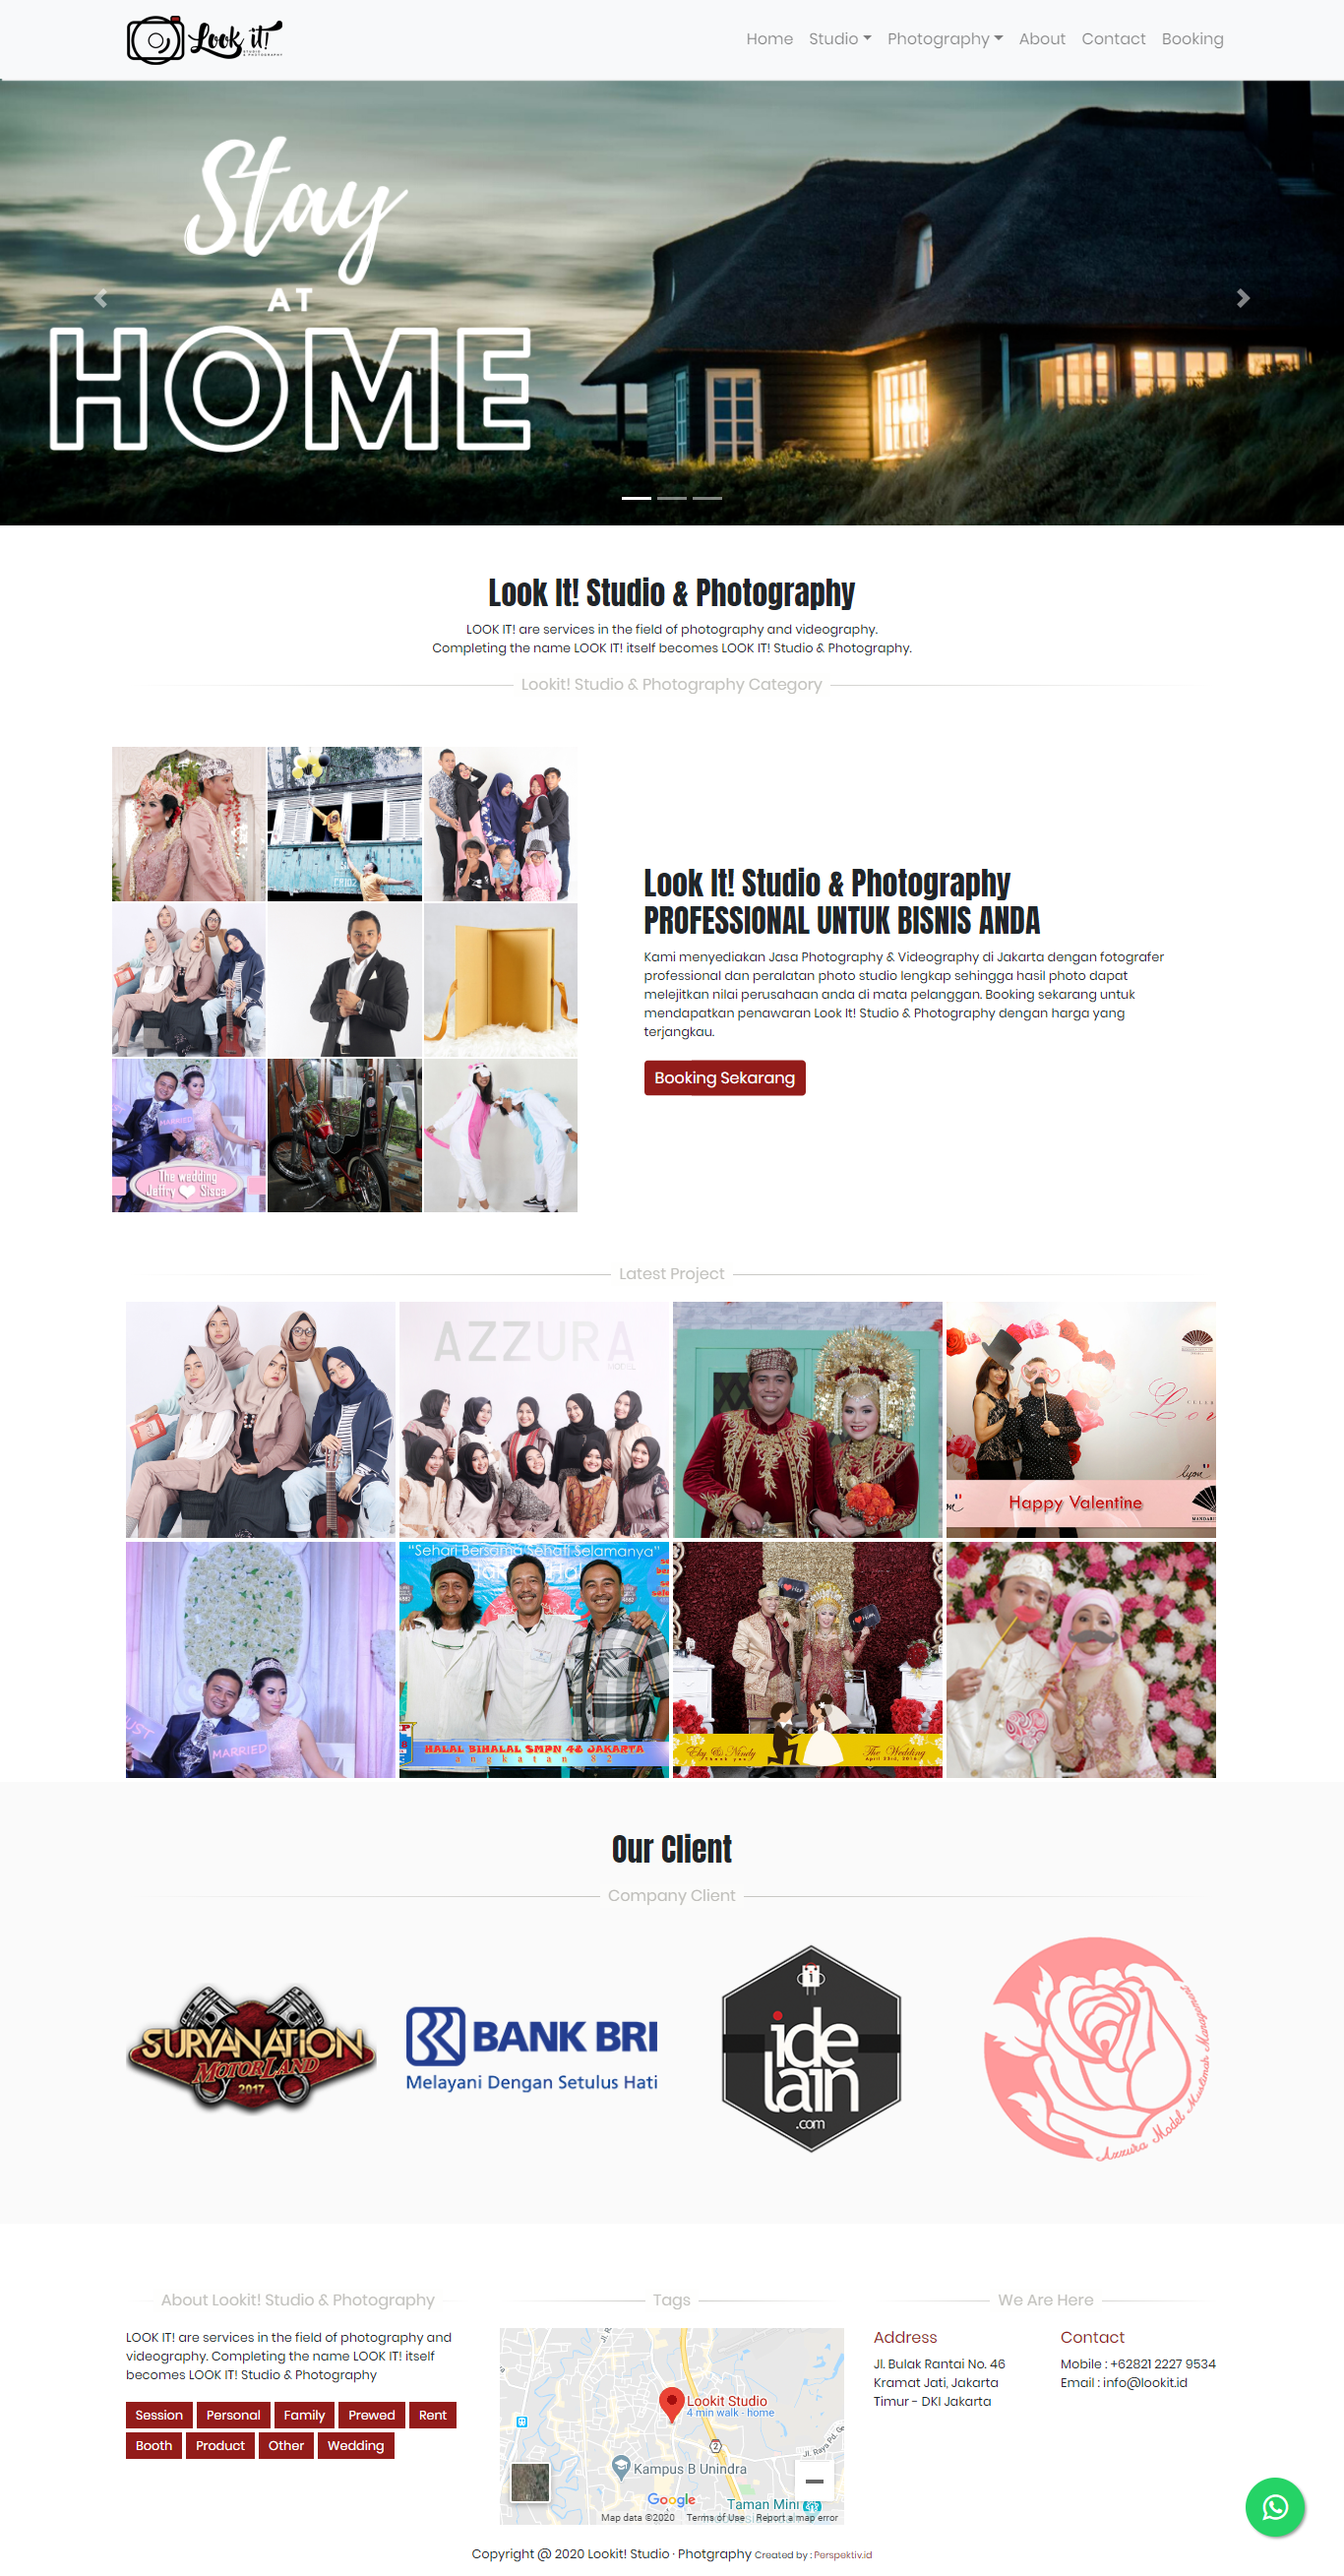 Look it!
Home Studio Photography About Contact Booking
Stay
AT
HOME
Look It! Studio & Photography
LOOK IT! are services in the field of photography and videography.
Completing the name LOOK IT! itself becomes LOOK IT! Studio & Photography.
Lookit! Studio & Photography Category
MARRIED
The wedding
Jeffry Sisca
Look It! Studio & Photography
PROFESSIONAL UNTUK BISNIS ANDA
Kami menyediakan Jasa Photography & Videography di Jakarta dengan fotografer
professional dan peralatan photo studio lengkap sehingga hasil photo dapat
melejitkan nilai perusahaan anda di mata pelanggan. Booking sekarang untuk
mendapatkan penawaran Look It! Studio & Photography dengan harga yang
terjangkau.
Booking Sekarang
Latest Project
AZZURA
Happy Valentine
JUST
MARRIED
"Sehari Bersama Sehati Selamanya"
HALAL BIHALAL SMPN 48 JAKARTA
angkatan 82
The Wedding
Our Client
Company Client
SURYANATION
MOTORLAND
2017
BANK BRI
Melayani Dengan Setulus Hati
ide
lain
.com
Azzura Model Muslimah Management
About Lookit! Studio & Photography
LOOK IT! are services in the field of photography and
videography. Completing the name LOOK IT! itself
becomes LOOK IT! Studio & Photography
Session Personal Family Prewed Rent
Booth Product Other Wedding
Tags
Lookit Studio
4 min walk - home
2
Jl. Raya Pd. G
Kampus B Unindra
Google
Taman Mini
Map data ©2020 Terms of Use Report a map error
We Are Here
Address
Jl. Bulak Rantai No. 46
Kramat Jati, Jakarta
Timur - DKI Jakarta
Contact
Mobile : +62821 2227 9534
Email : info@lookit.id
Copyright @ 2020 Lookit! Studio · Photgraphy Created by : Perspektiv.id